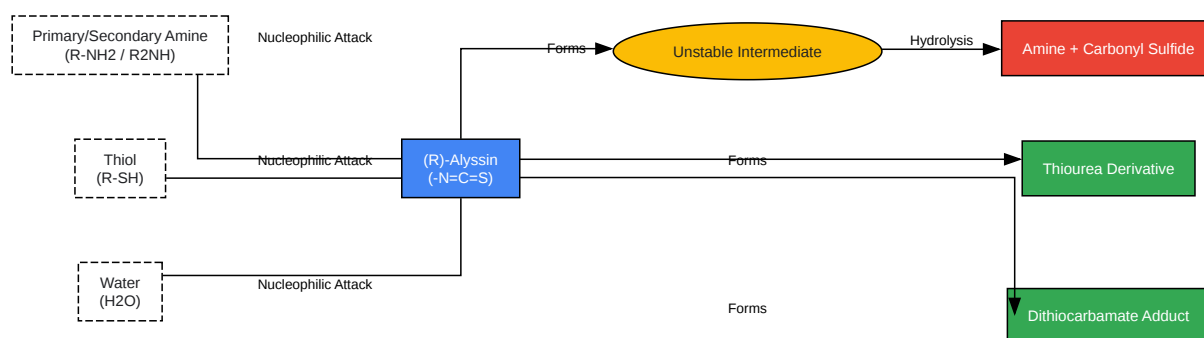 Primary/Secondary Amine
(R-NH2 / R2NH)
Nucleophilic Attack
Forms
Unstable Intermediate
Hydrolysis
Amine + Carbonyl Sulfide
Thiol
(R-SH)
Nucleophilic Attack
(R)-Alyssin
(-N=C=S)
Forms
Thiourea Derivative
Water
(H2O)
Nucleophilic Attack
Forms
Dithiocarbamate Adduct